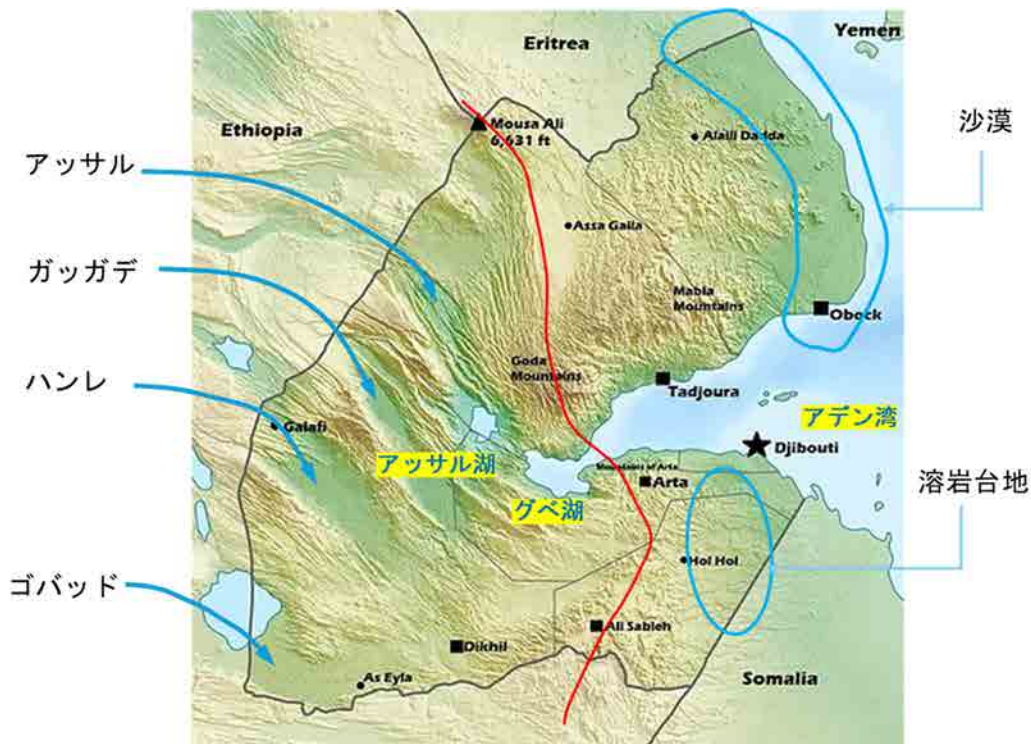 Yemen
Eritrea
沙漠
Ethiopia
Mousa Ali
6,631 ft
Alaili Dadda
アッサル
Assa Gaila
ガッガデ
Mabla
Mountains
Obock
Goda
Mountains
ハンレ
Tadjoura
アデン湾
Galafi
Djibouti
アッサル湖
Mountains of Arta
Arta
溶岩台地
グベ湖
Hol Hol
ゴバッド
Ali Sabieh
Dikhil
As Eyla
Somalia